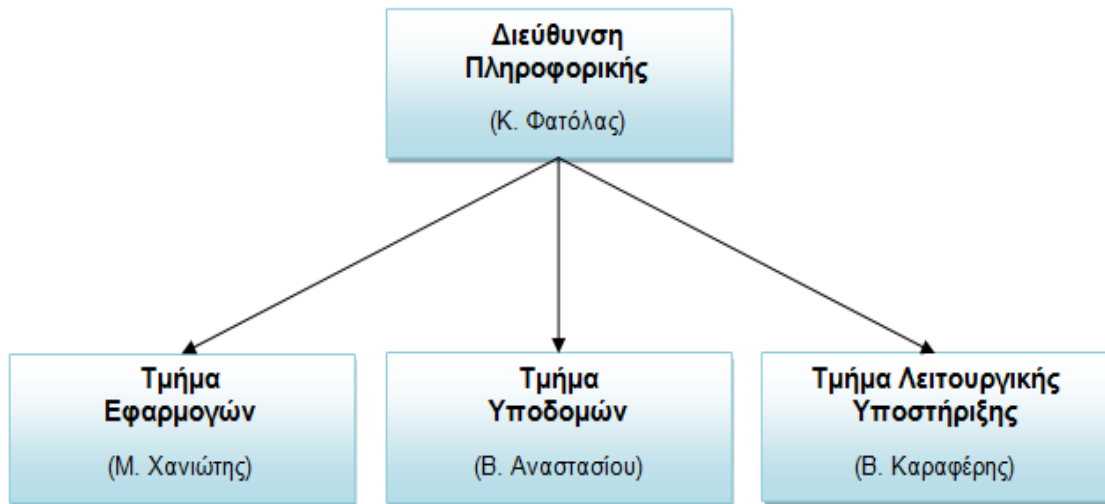 Διεύθυνση
Πληροφορικής
(Κ. Φατόλας)
Τμήμα
Εφαρμογών
(Μ. Χανιώτης)
Τμήμα
Υποδομών
(Β. Αναστασίου)
Τμήμα Λειτουργικής
Υποστήριξης
(Β. Καραφέρης)